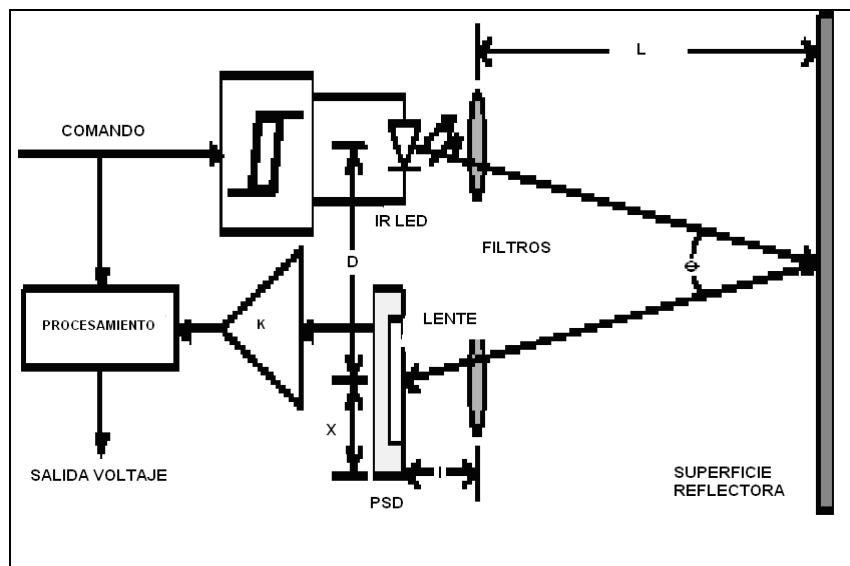 L
COMANDO
IR LED
D
FILTROS
Φ
PROCESAMIENTO
K
LENTE
X
SALIDA VOLTAJE
l
PSD
SUPERFICIE
REFLECTORA